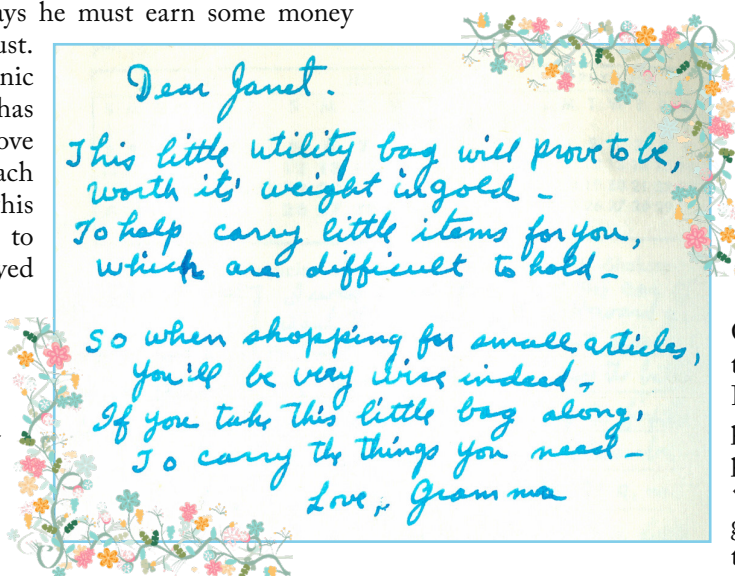 ays he must earn some money
ust.
nic
has
ove
ach
his
to
yed
Dear Janet.
This little utility bag will prove to be,
worth it's weight in gold -
To help carry little items for you,
which are difficult to hold -
So when shopping for small articles,
you'll be very wise indeed,
If you take this little bag along,
To carry the things you need -
Love, Gramma